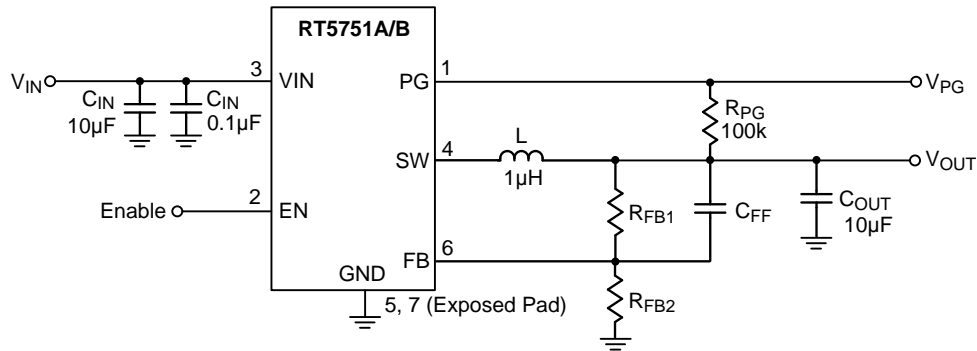 RT5751A/B
VIN
3
VIN
PG
1
VPG
CIN
10µF
CIN
0.1µF
RPG
100k
L
1µH
SW
4
VOUT
Enable
2
EN
RFB1
CFF
COUT
10µF
FB
6
GND
5, 7 (Exposed Pad)
RFB2